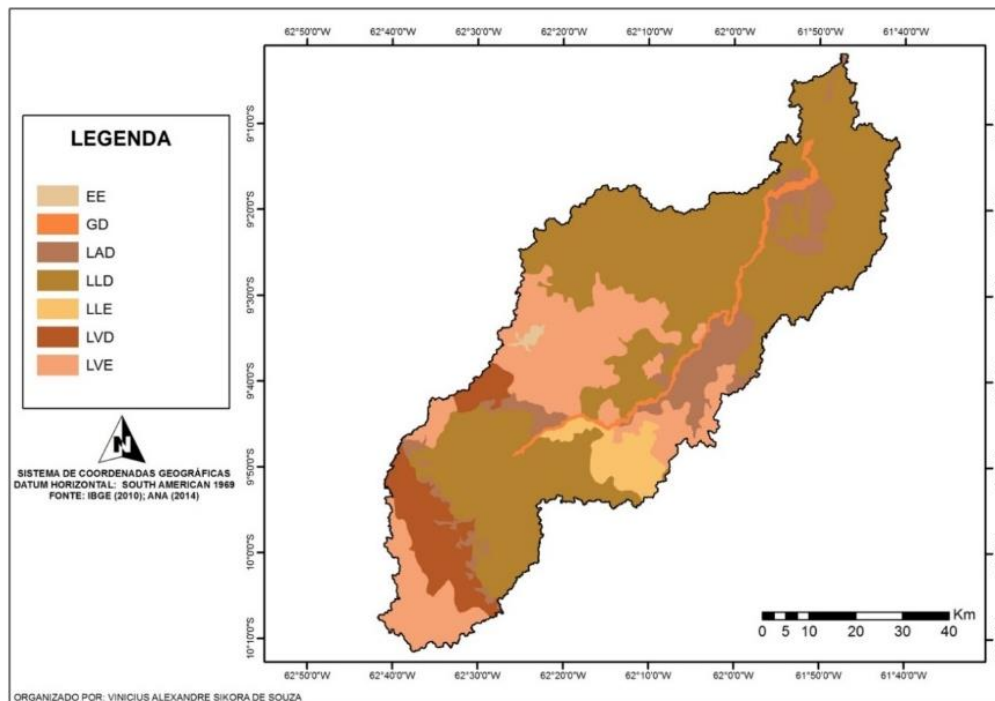 62°50'0"W 62°40'0"W 62°30'0"W 62°20'0"W 62°10'0"W 62°0'0"W 61°50'0"W 61°40'0"W
LEGENDA
EE
GD
LAD
LLD
LLE
LVD
LVE
N
SISTEMA DE COORDENADAS GEOGRÁFICAS
DATUM HORIZONTAL: SOUTH AMERICAN 1969
FONTE: IBGE (2010); ANA (2014)
9°10'0"S
9°20'0"S
9°30'0"S
9°40'0"S
9°50'0"S
10°0'0"S
10°10'0"S
Km
0 5 10 20 30 40
62°50'0"W 62°40'0"W 62°30'0"W 62°20'0"W 62°10'0"W 62°0'0"W 61°50'0"W 61°40'0"W
ORGANIZADO POR: VINICIUS ALEXANDRE SIKORA DE SOUZA